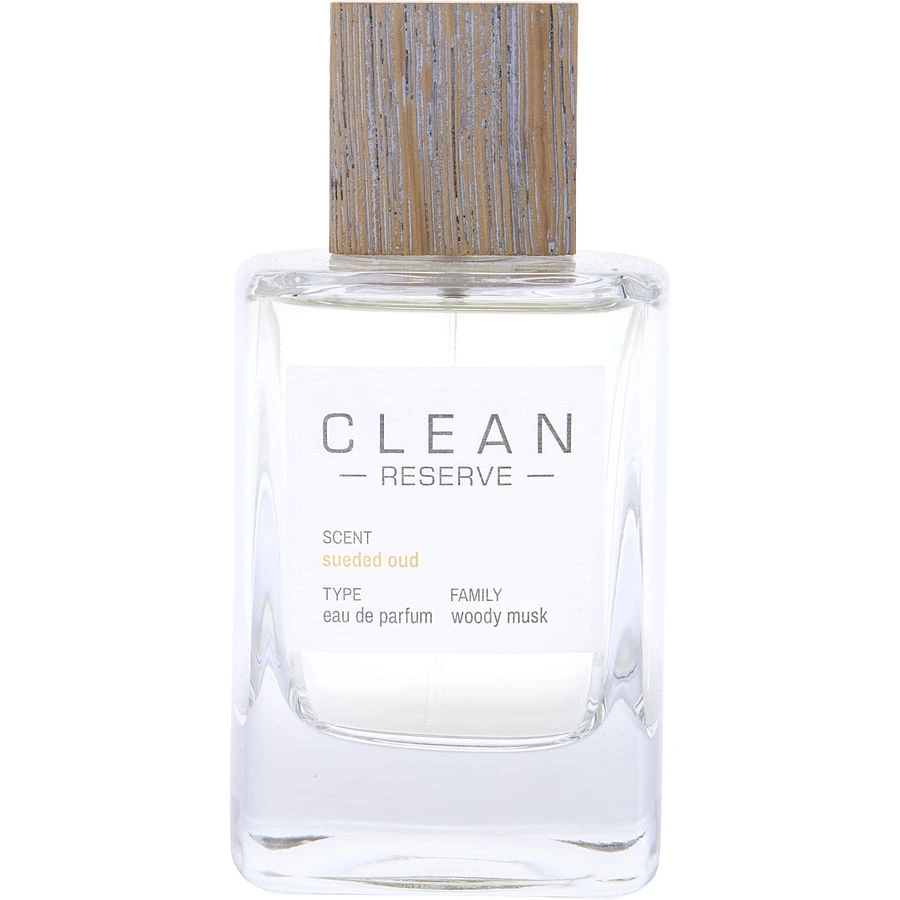 CLEAN
— RESERVE —
SCENT
sueded oud
TYPE FAMILY
eau de parfum woody musk